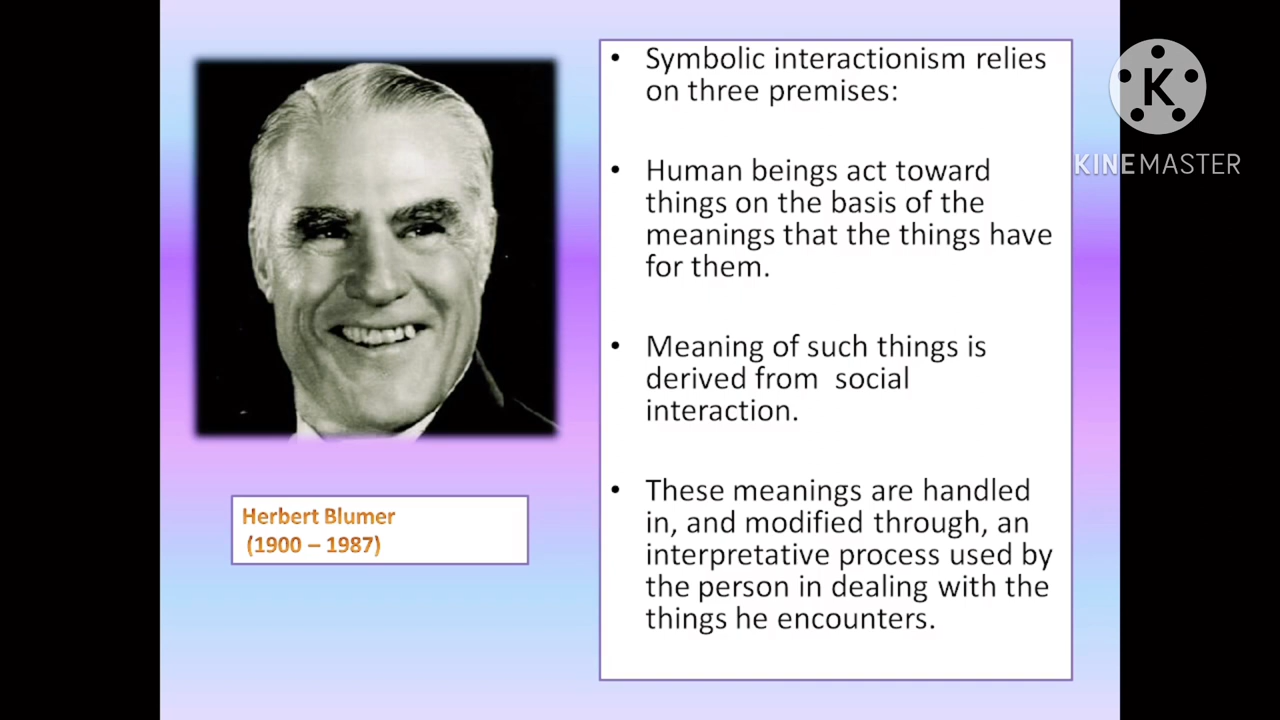 • Symbolic interactionism relies
on three premises:
• Human beings act toward
things on the basis of the
meanings that the things have
for them.
• Meaning of such things is
derived from  social
interaction.
• These meanings are handled
in, and modified through, an
interpretative process used by
the person in dealing with the
things he encounters.
Herbert Blumer
(1900 – 1987)
K
KINEMASTER